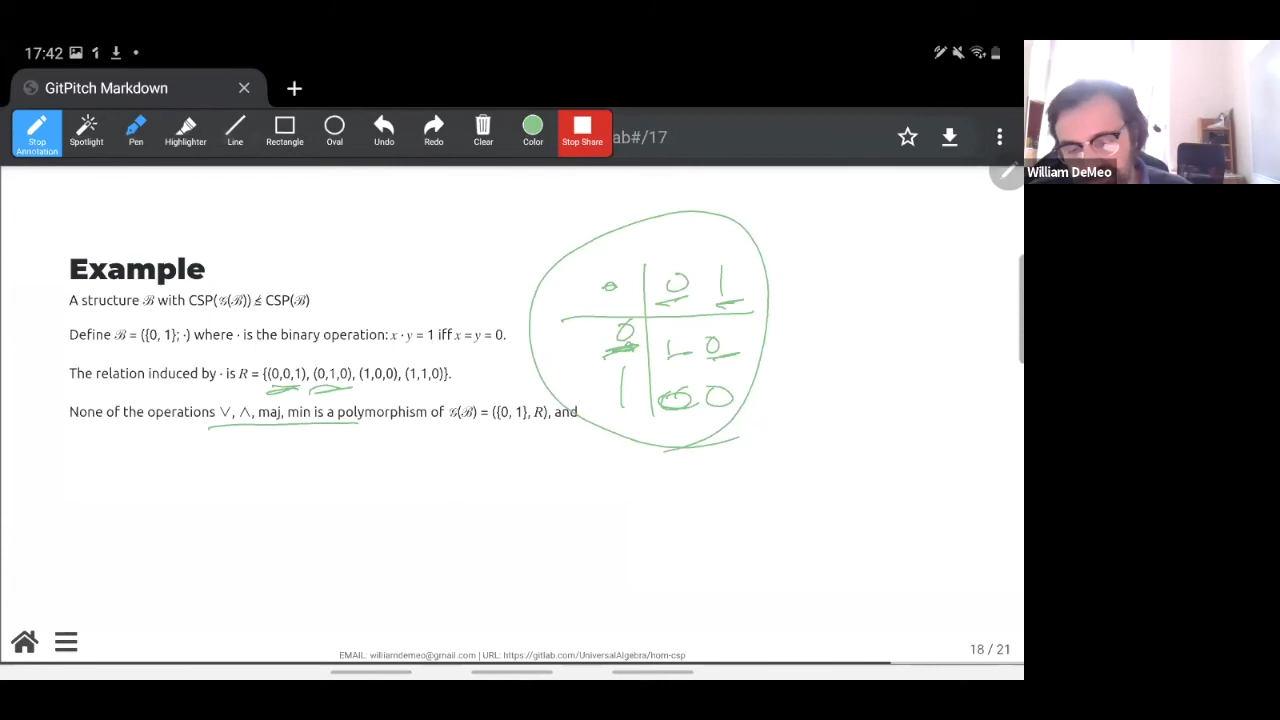 17:42
GitPitch Markdown
Stop Annotation
Spotlight
Pen
Highlighter
Line
Rectangle
Oval
Undo
Redo
Clear
Color
Stop Share
ab#/17
William DeMeo
Example
A structure ℬ with CSP(𝒢(ℬ)) ≰ CSP(ℬ)
Define ℬ = ({0, 1}; ·) where · is the binary operation: x · y = 1 iff x = y = 0.
The relation induced by · is R = {(0,0,1), (0,1,0), (1,0,0), (1,1,0)}.
None of the operations ∨, ∧, maj, min is a polymorphism of 𝒢(ℬ) = ({0, 1}, R), and
0 1
0 1 0
1 0 0
18 / 21
EMAIL: williamdemeo@gmail.com | URL: https://gitlab.com/UniversalAlgebra/hom-csp